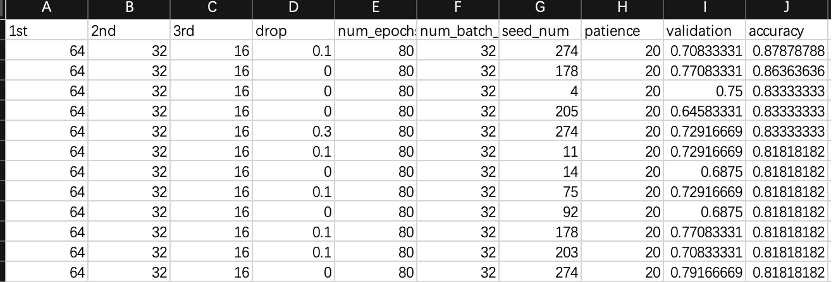 A B C D E F G H I J
1st 2nd 3rd drop num_epoch num_batch_ seed_num patience validation accuracy
64 32 16 0.1 80 32 274 20 0.70833331 0.87878788
64 32 16 0 80 32 178 20 0.77083331 0.86363636
64 32 16 0 80 32 4 20 0.75 0.83333333
64 32 16 0 80 32 205 20 0.64583331 0.83333333
64 32 16 0.3 80 32 274 20 0.72916669 0.83333333
64 32 16 0.1 80 32 11 20 0.72916669 0.81818182
64 32 16 0 80 32 14 20 0.6875 0.81818182
64 32 16 0.1 80 32 75 20 0.72916669 0.81818182
64 32 16 0 80 32 92 20 0.6875 0.81818182
64 32 16 0.1 80 32 178 20 0.77083331 0.81818182
64 32 16 0.1 80 32 203 20 0.70833331 0.81818182
64 32 16 0 80 32 274 20 0.79166669 0.81818182